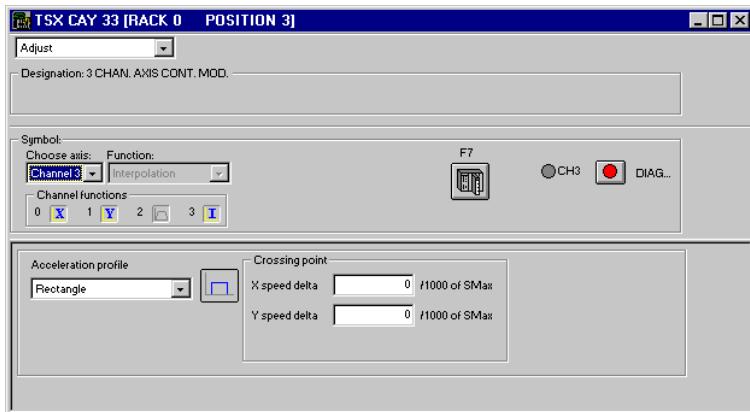 TSX CAY 33 [RACK 0 POSITION 3]
Adjust
Designation: 3 CHAN. AXIS CONT. MOD.
Symbol:
Choose axis: Function:
Channel 3 Interpolation
F7
CH3 DIAG...
Channel functions
0 X 1 Y 2 3 I
Acceleration profile
Rectangle
Crossing point
X speed delta 0 /1000 of SMax
Y speed delta 0 /1000 of SMax